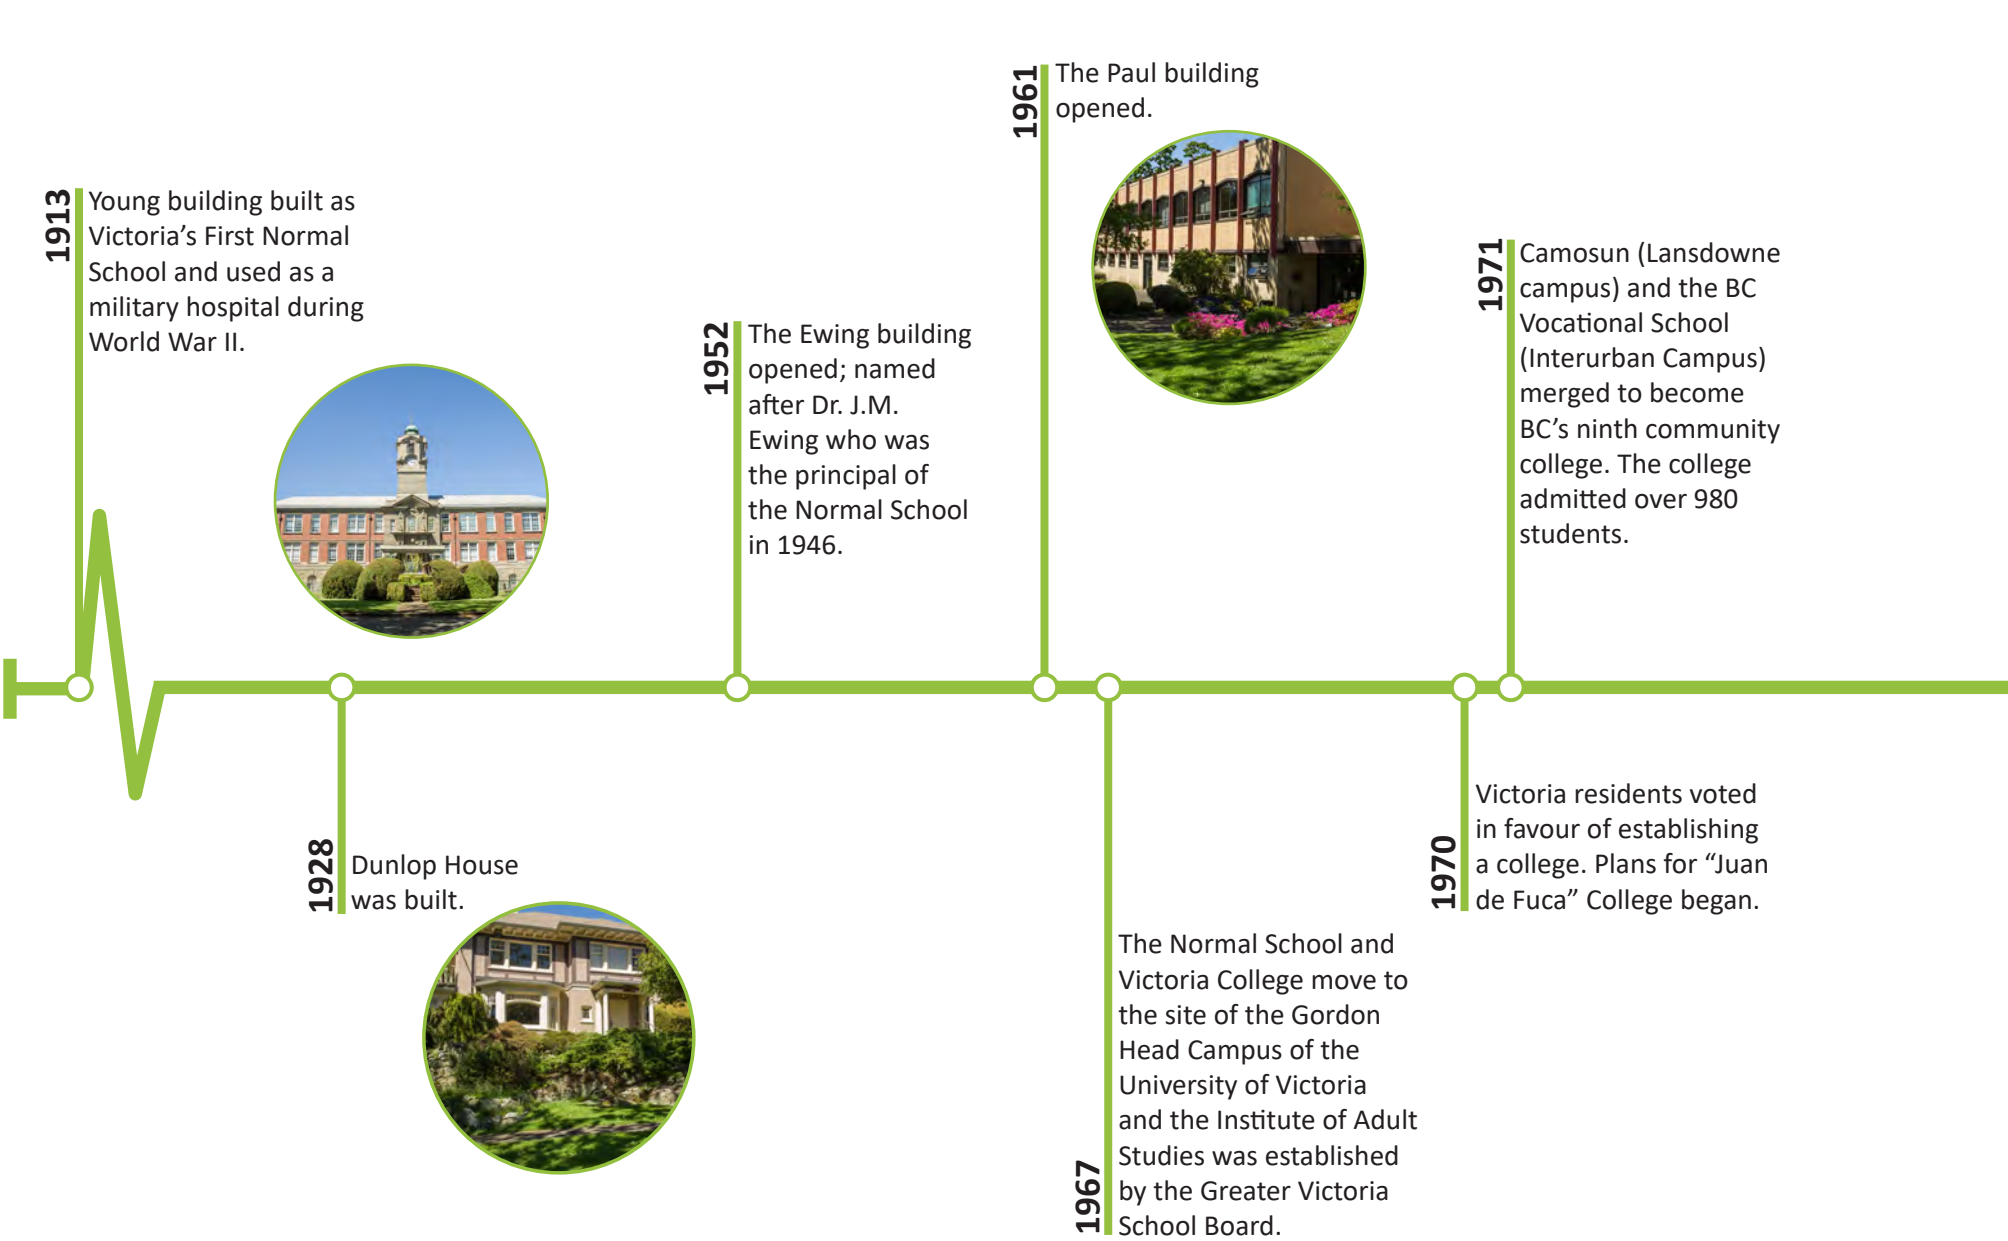 1913
Young building built as
Victoria’s First Normal
School and used as a
military hospital during
World War II.
1928
Dunlop House
was built.
1952
The Ewing building
opened; named
after Dr. J.M.
Ewing who was
the principal of
the Normal School
in 1946.
1961
The Paul building
opened.
1967
The Normal School and
Victoria College move to
the site of the Gordon
Head Campus of the
University of Victoria
and the Institute of Adult
Studies was established
by the Greater Victoria
School Board.
1970
Victoria residents voted
in favour of establishing
a college. Plans for “Juan
de Fuca” College began.
1971
Camosun (Lansdowne
campus) and the BC
Vocational School
(Interurban Campus)
merged to become
BC’s ninth community
college. The college
admitted over 980
students.